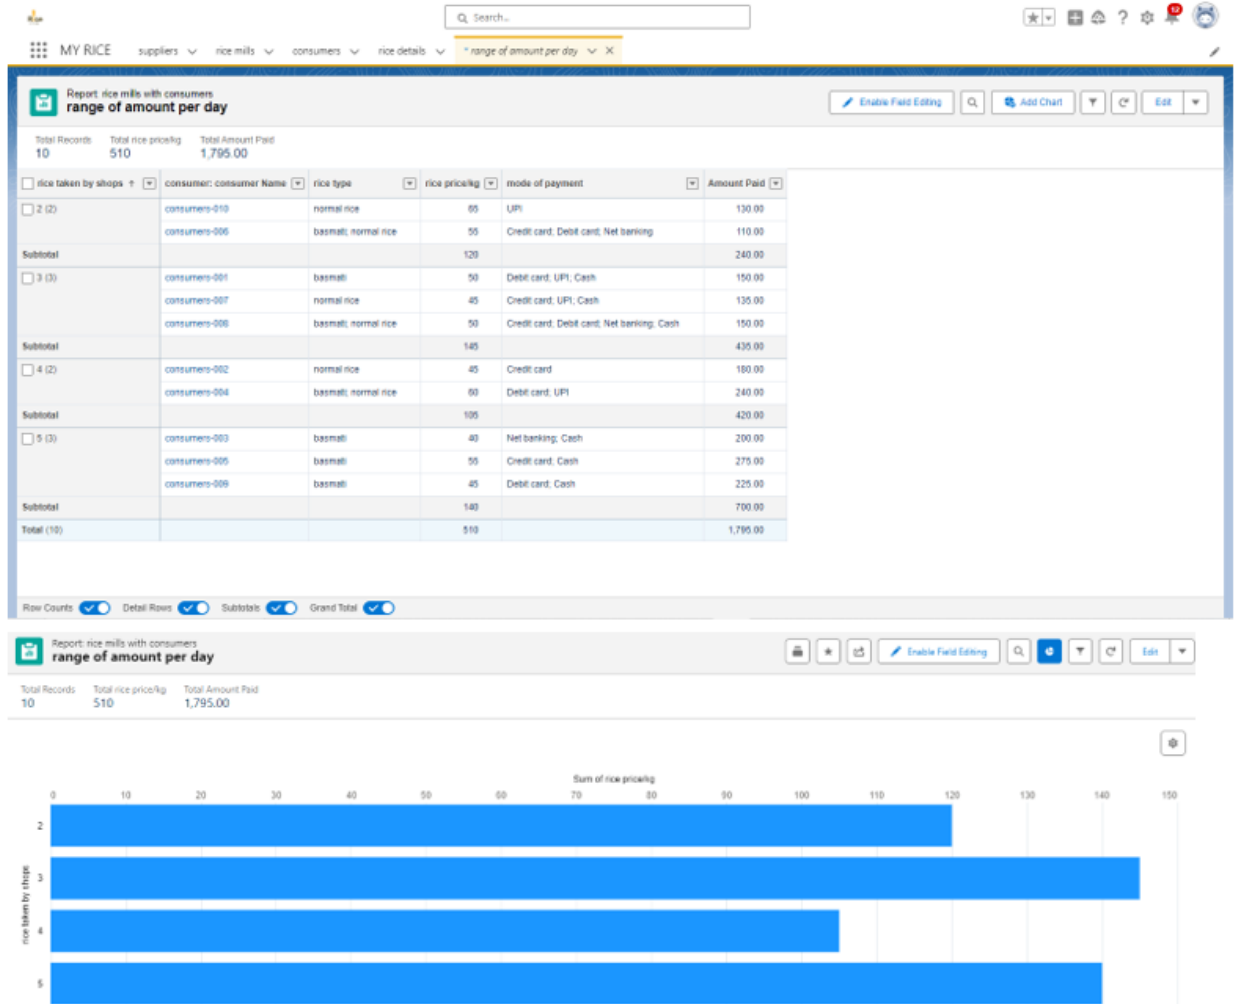 Rice
Search...
12
MY RICE suppliers rice mills consumers rice details * range of amount per day
Report: rice mills with consumers
range of amount per day
Enable Field Editing Add Chart Edit
Total Records Total rice price/kg Total Amount Paid
10 510 1,795.00
rice taken by shops ↑ consumer: consumer Name rice type rice price/kg mode of payment Amount Paid
2 (2) consumers-010 normal rice 65 UPI 130.00
consumers-006 basmati; normal rice 55 Credit card; Debit card; Net banking 110.00
Subtotal 120 240.00
3 (3) consumers-001 basmati 50 Debit card; UPI; Cash 150.00
consumers-007 normal rice 45 Credit card; UPI; Cash 135.00
consumers-008 basmati; normal rice 50 Credit card; Debit card; Net banking; Cash 150.00
Subtotal 145 435.00
4 (2) consumers-002 normal rice 45 Credit card 180.00
consumers-004 basmati; normal rice 60 Debit card; UPI 240.00
Subtotal 105 420.00
5 (3) consumers-003 basmati 40 Net banking; Cash 200.00
consumers-005 basmati 55 Credit card; Cash 275.00
consumers-009 basmati 45 Debit card; Cash 225.00
Subtotal 140 700.00
Total (10) 510 1,795.00
Row Counts Detail Rows Subtotals Grand Total
Report: rice mills with consumers
range of amount per day
Enable Field Editing Edit
Total Records Total rice price/kg Total Amount Paid
10 510 1,795.00
Sum of rice price/kg
0 10 20 30 40 50 60 70 80 90 100 110 120 130 140 150
rice taken by shops
2
3
4
5